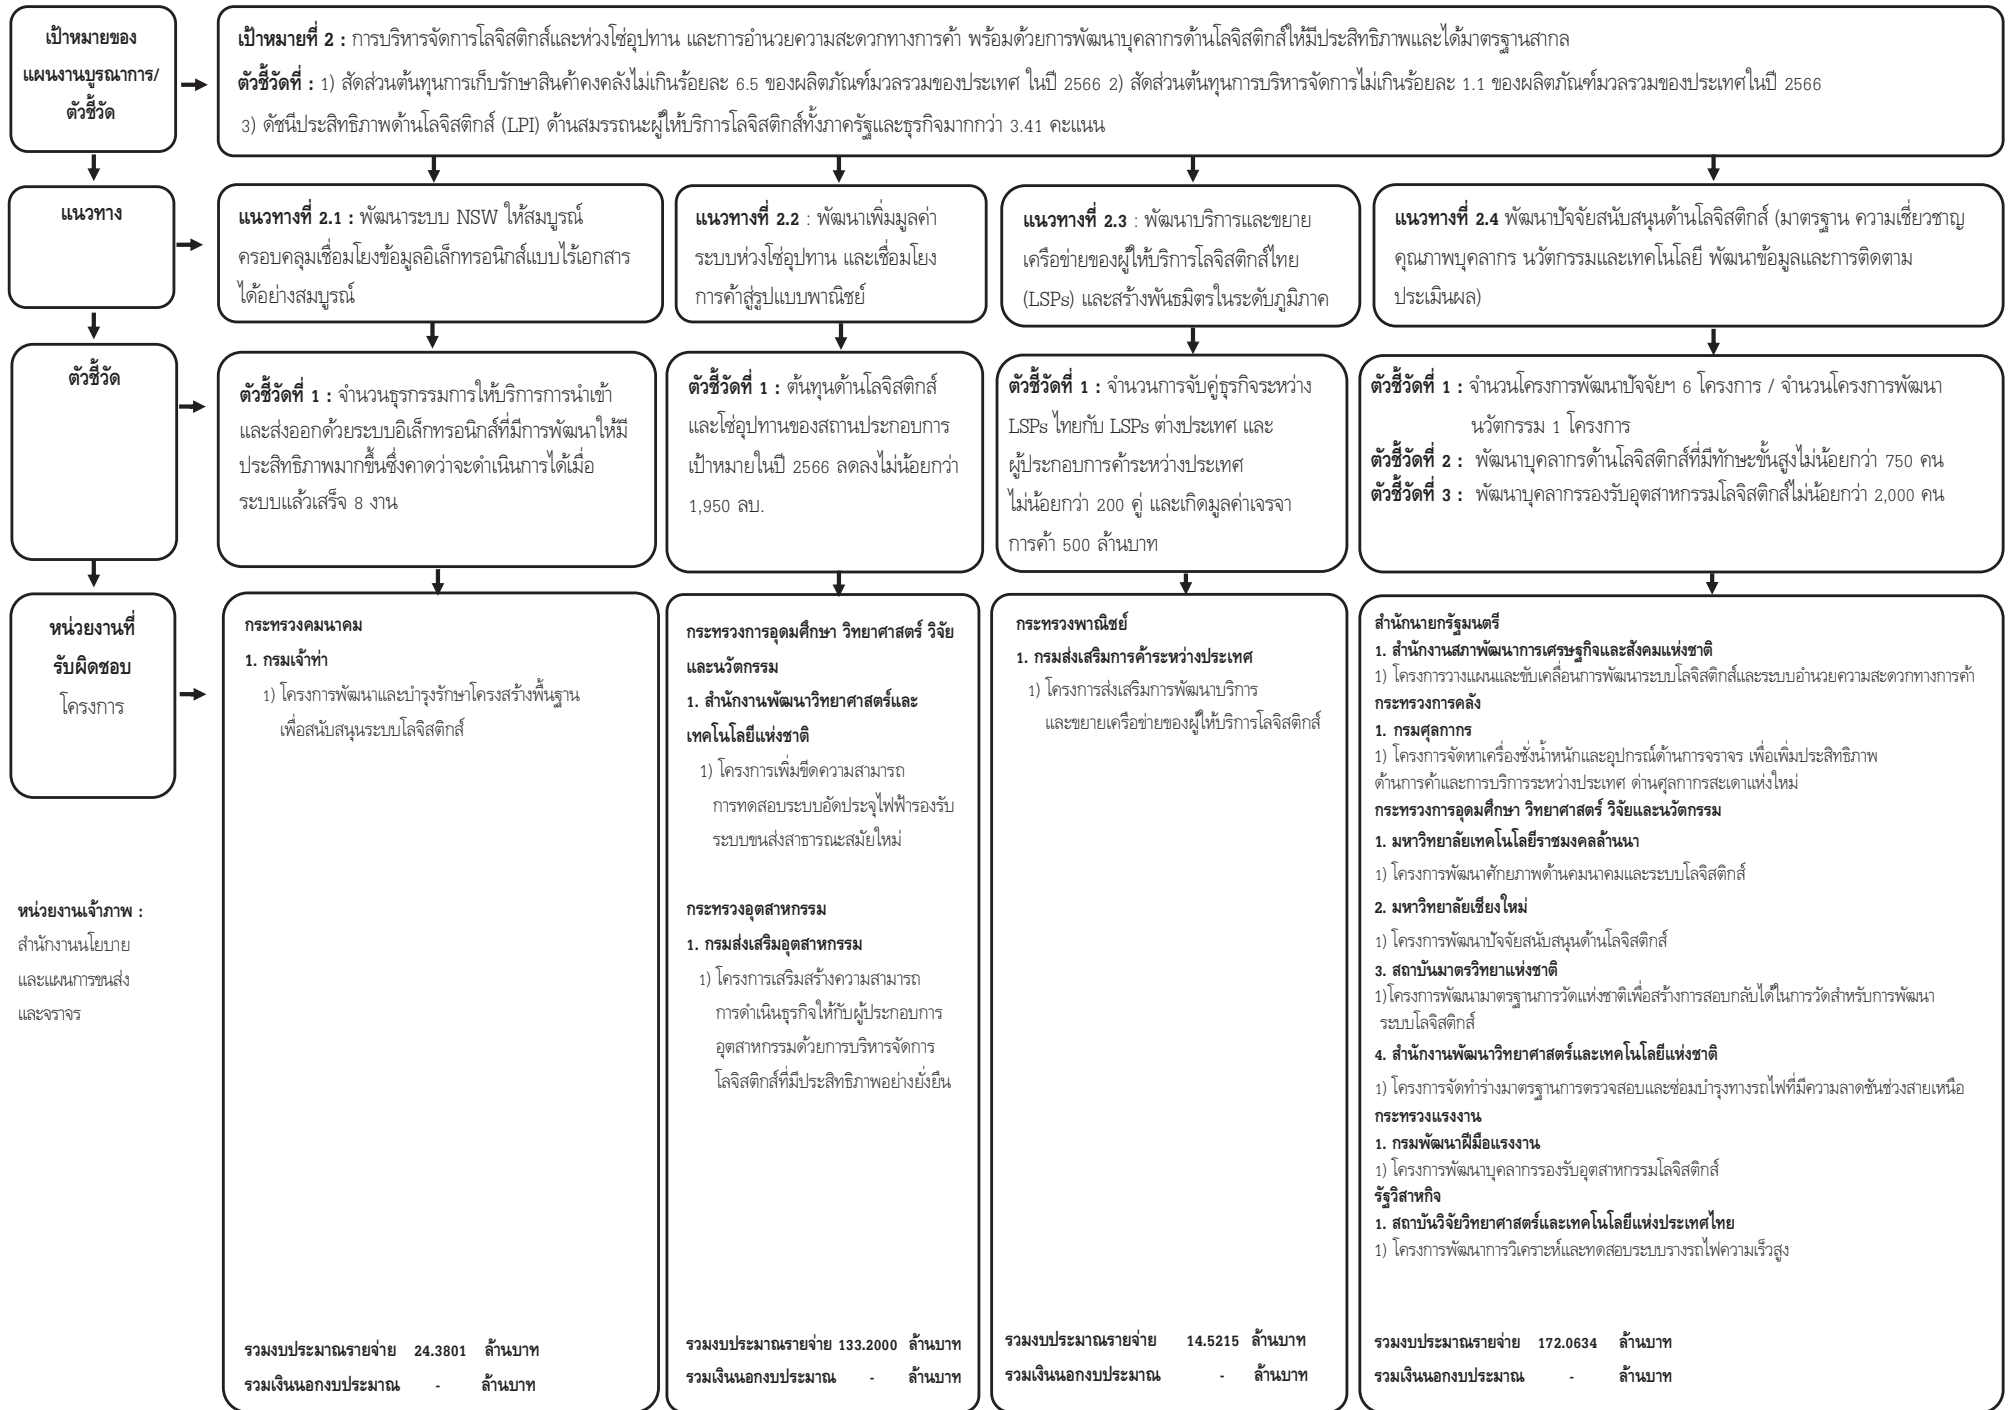 เป้าหมายของ
แผนงานบูรณาการ/
ตัวชี้วัด
เป้าหมายที่ 2 : การบริหารจัดการโลจิสติกส์และห่วงโซ่อุปทาน และการอำนวยความสะดวกทางการค้า พร้อมด้วยการพัฒนาบุคลากรด้านโลจิสติกส์ให้มีประสิทธิภาพและได้มาตรฐานสากล
ตัวชี้วัดที่ : 1) สัดส่วนต้นทุนการเก็บรักษาสินค้าคงคลังไม่เกินร้อยละ 6.5 ของผลิตภัณฑ์มวลรวมของประเทศ ในปี 2566 2) สัดส่วนต้นทุนการบริหารจัดการไม่เกินร้อยละ 1.1 ของผลิตภัณฑ์มวลรวมของประเทศในปี 2566
3) ดัชนีประสิทธิภาพด้านโลจิสติกส์ (LPI) ด้านสมรรถนะผู้ให้บริการโลจิสติกส์ทั้งภาครัฐและธุรกิจมากกว่า 3.41 คะแนน
แนวทาง
แนวทางที่ 2.1 : พัฒนาระบบ NSW ให้สมบูรณ์
ครอบคลุมเชื่อมโยงข้อมูลอิเล็กทรอนิกส์แบบไร้เอกสาร
ได้อย่างสมบูรณ์
แนวทางที่ 2.2 : พัฒนาเพิ่มมูลค่า
ระบบห่วงโซ่อุปทาน และเชื่อมโยง
การค้าสู่รูปแบบพาณิชย์
แนวทางที่ 2.3 : พัฒนาบริการและขยาย
เครือข่ายของผู้ให้บริการโลจิสติกส์ไทย
(LSPs) และสร้างพันธมิตรในระดับภูมิภาค
แนวทางที่ 2.4 พัฒนาปัจจัยสนับสนุนด้านโลจิสติกส์ (มาตรฐาน ความเชี่ยวชาญ
คุณภาพบุคลากร นวัตกรรมและเทคโนโลยี พัฒนาข้อมูลและการติดตาม
ประเมินผล)
ตัวชี้วัด
ตัวชี้วัดที่ 1 : จำนวนธุรกรรมการให้บริการการนำเข้า
และส่งออกด้วยระบบอิเล็กทรอนิกส์ที่มีการพัฒนาให้มี
ประสิทธิภาพมากขึ้นซึ่งคาดว่าจะดำเนินการได้เมื่อ
ระบบแล้วเสร็จ 8 งาน
ตัวชี้วัดที่ 1 : ต้นทุนด้านโลจิสติกส์
และโซ่อุปทานของสถานประกอบการ
เป้าหมายในปี 2566 ลดลงไม่น้อยกว่า
1,950 ลบ.
ตัวชี้วัดที่ 1 : จำนวนการจับคู่ธุรกิจระหว่าง
LSPs ไทยกับ LSPs ต่างประเทศ และ
ผู้ประกอบการค้าระหว่างประเทศ
ไม่น้อยกว่า 200 คู่ และเกิดมูลค่าเจรจา
การค้า 500 ล้านบาท
ตัวชี้วัดที่ 1 : จำนวนโครงการพัฒนาปัจจัยฯ 6 โครงการ / จำนวนโครงการพัฒนา
นวัตกรรม 1 โครงการ
ตัวชี้วัดที่ 2 : พัฒนาบุคลากรด้านโลจิสติกส์ที่มีทักษะขั้นสูงไม่น้อยกว่า 750 คน
ตัวชี้วัดที่ 3 : พัฒนาบุคลากรรองรับอุตสาหกรรมโลจิสติกส์ไม่น้อยกว่า 2,000 คน
หน่วยงานที่
รับผิดชอบ
โครงการ
หน่วยงานเจ้าภาพ :
สำนักงานนโยบาย
และแผนการขนส่ง
และจราจร
กระทรวงคมนาคม
1. กรมเจ้าท่า
1) โครงการพัฒนาและบำรุงรักษาโครงสร้างพื้นฐาน
เพื่อสนับสนุนระบบโลจิสติกส์
รวมงบประมาณรายจ่าย 24.3801 ล้านบาท
รวมเงินนอกงบประมาณ - ล้านบาท
กระทรวงการอุดมศึกษา วิทยาศาสตร์ วิจัย
และนวัตกรรม
1. สำนักงานพัฒนาวิทยาศาสตร์และ
เทคโนโลยีแห่งชาติ
1) โครงการเพิ่มขีดความสามารถ
การทดสอบระบบอัดประจุไฟฟ้ารองรับ
ระบบขนส่งสาธารณะสมัยใหม่
กระทรวงอุตสาหกรรม
1. กรมส่งเสริมอุตสาหกรรม
1) โครงการเสริมสร้างความสามารถ
การดำเนินธุรกิจให้กับผู้ประกอบการ
อุตสาหกรรมด้วยการบริหารจัดการ
โลจิสติกส์ที่มีประสิทธิภาพอย่างยั่งยืน
รวมงบประมาณรายจ่าย 133.2000 ล้านบาท
รวมเงินนอกงบประมาณ - ล้านบาท
กระทรวงพาณิชย์
1. กรมส่งเสริมการค้าระหว่างประเทศ
1) โครงการส่งเสริมการพัฒนาบริการ
และขยายเครือข่ายของผู้ให้บริการโลจิสติกส์
รวมงบประมาณรายจ่าย 14.5215 ล้านบาท
รวมเงินนอกงบประมาณ - ล้านบาท
สำนักนายกรัฐมนตรี
1. สำนักงานสภาพัฒนาการเศรษฐกิจและสังคมแห่งชาติ
1) โครงการวางแผนและขับเคลื่อนการพัฒนาระบบโลจิสติกส์และระบบอำนวยความสะดวกทางการค้า
กระทรวงการคลัง
1. กรมศุลกากร
1) โครงการจัดหาเครื่องชั่งน้ำหนักและอุปกรณ์ด้านการจราจร เพื่อเพิ่มประสิทธิภาพ
ด้านการค้าและการบริการระหว่างประเทศ ด่านศุลกากรสะเดาแห่งใหม่
กระทรวงการอุดมศึกษา วิทยาศาสตร์ วิจัยและนวัตกรรม
1. มหาวิทยาลัยเทคโนโลยีราชมงคลล้านนา
1) โครงการพัฒนาศักยภาพด้านคมนาคมและระบบโลจิสติกส์
2. มหาวิทยาลัยเชียงใหม่
1) โครงการพัฒนาปัจจัยสนับสนุนด้านโลจิสติกส์
3. สถาบันมาตรวิทยาแห่งชาติ
1)โครงการพัฒนามาตรฐานการวัดแห่งชาติเพื่อสร้างการสอบกลับได้ในการวัดสำหรับการพัฒนา
ระบบโลจิสติกส์
4. สำนักงานพัฒนาวิทยาศาสตร์และเทคโนโลยีแห่งชาติ
1) โครงการจัดทำร่างมาตรฐานการตรวจสอบและซ่อมบำรุงทางรถไฟที่มีความลาดชันช่วงสายเหนือ
กระทรวงแรงงาน
1. กรมพัฒนาฝีมือแรงงาน
1) โครงการพัฒนาบุคลากรรองรับอุตสาหกรรมโลจิสติกส์
รัฐวิสาหกิจ
1. สถาบันวิจัยวิทยาศาสตร์และเทคโนโลยีแห่งประเทศไทย
1) โครงการพัฒนาการวิเคราะห์และทดสอบระบบรางรถไฟความเร็วสูง
รวมงบประมาณรายจ่าย 172.0634 ล้านบาท
รวมเงินนอกงบประมาณ - ล้านบาท